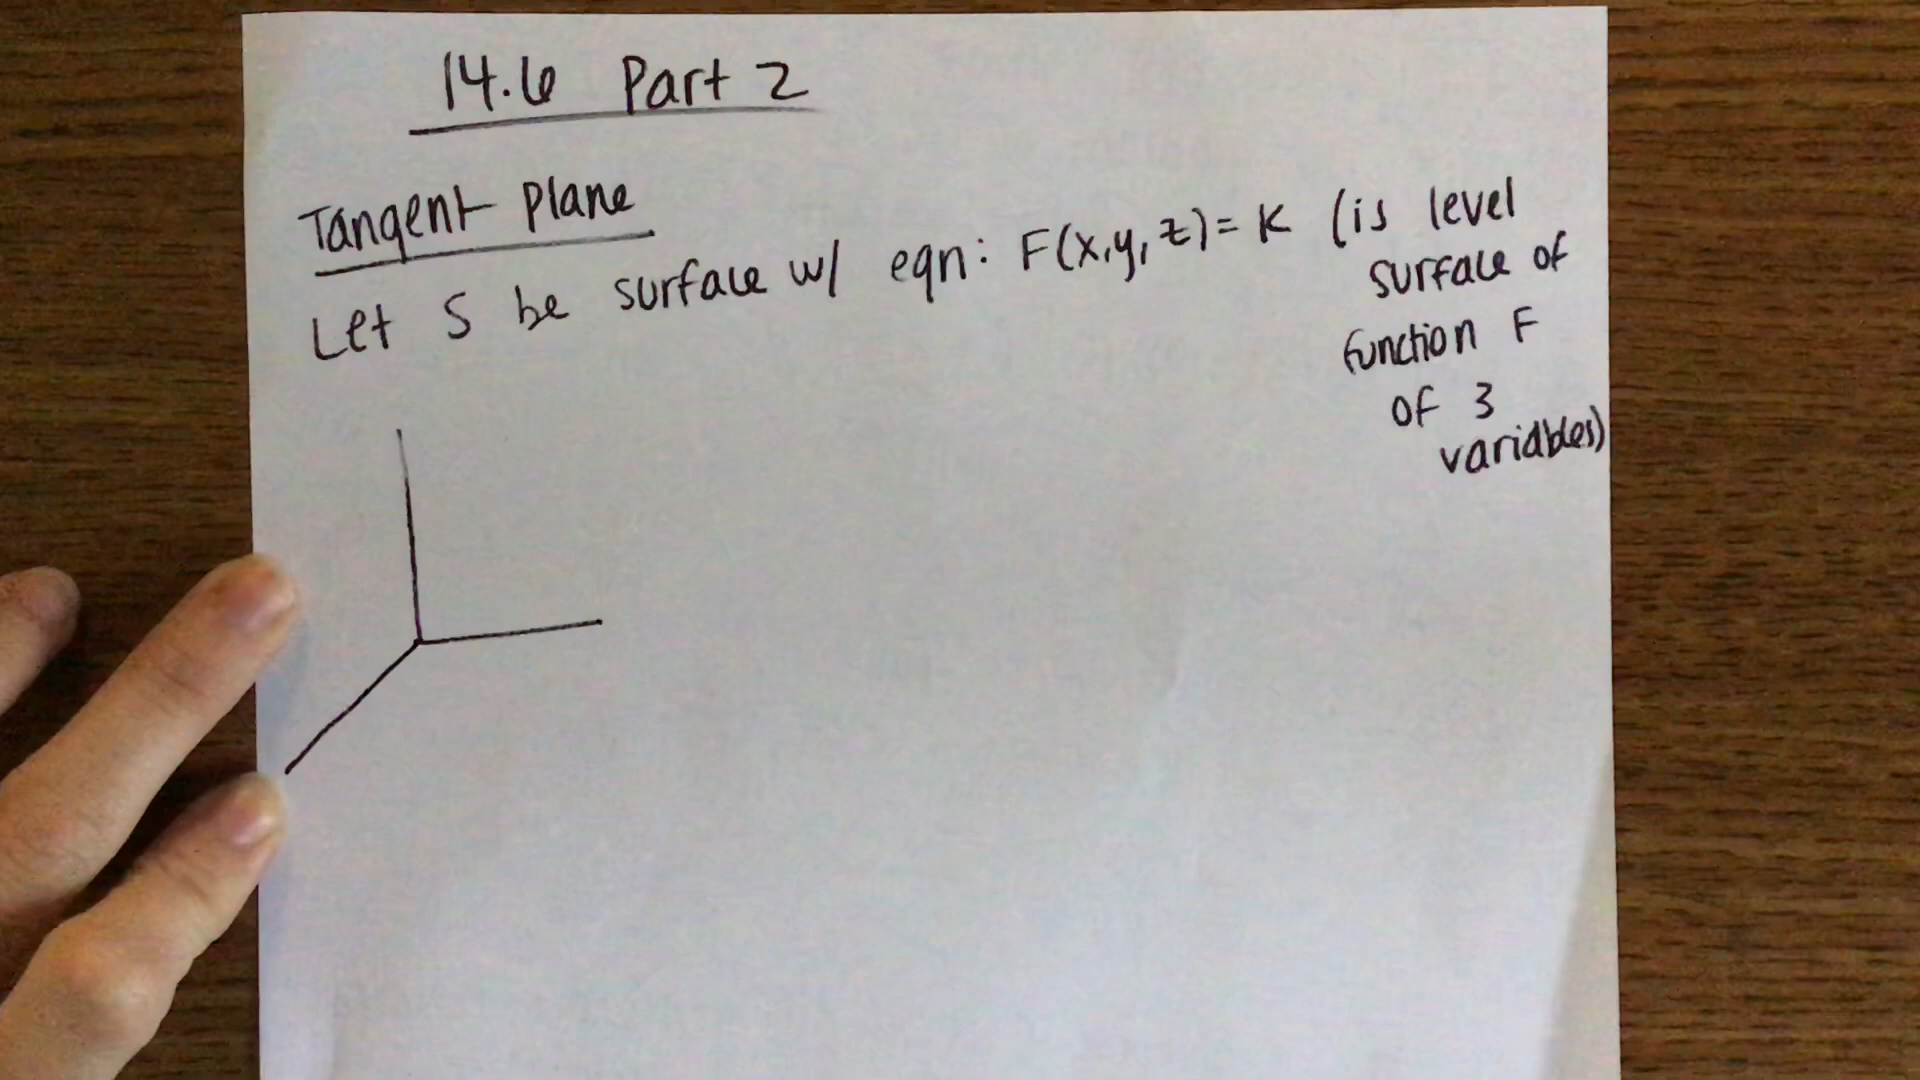 14.6 Part 2
Tangent Plane
Let S be surface w/ eqn: F(x,y,z)=K (is level
surface of
function F
of 3
variables)